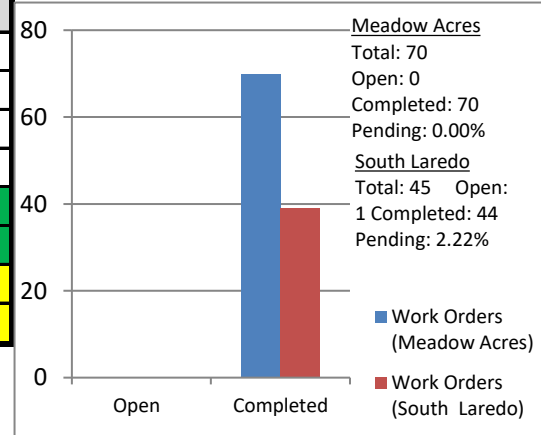 80
60
40
20
0
Open
Completed
Meadow Acres
Total: 70
Open: 0
Completed: 70
Pending: 0.00%
South Laredo
Total: 45 Open:
1 Completed: 44
Pending: 2.22%
Work Orders
(Meadow Acres)
Work Orders
(South Laredo)